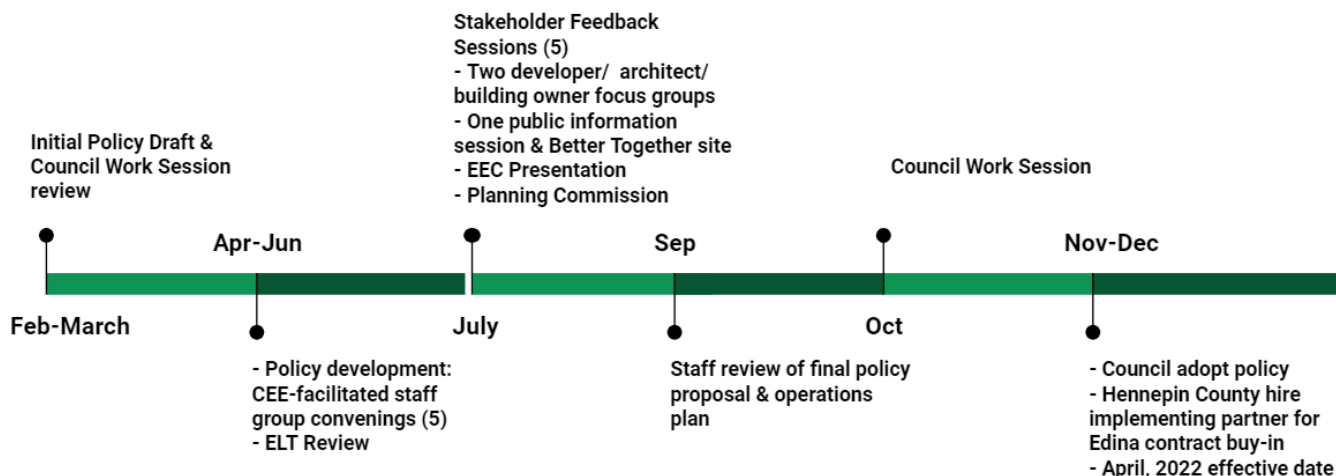 Initial Policy Draft &
Council Work Session
review
Feb-March
Apr-Jun
- Policy development:
CEE-facilitated staff
group convenings (5)
- ELT Review
Stakeholder Feedback
Sessions (5)
- Two developer/ architect/
building owner focus groups
- One public information
session & Better Together site
- EEC Presentation
- Planning Commission
July
Sep
Staff review of final policy
proposal & operations
plan
Council Work Session
Oct
Nov-Dec
- Council adopt policy
- Hennepin County hire
implementing partner for
Edina contract buy-in
- April, 2022 effective date